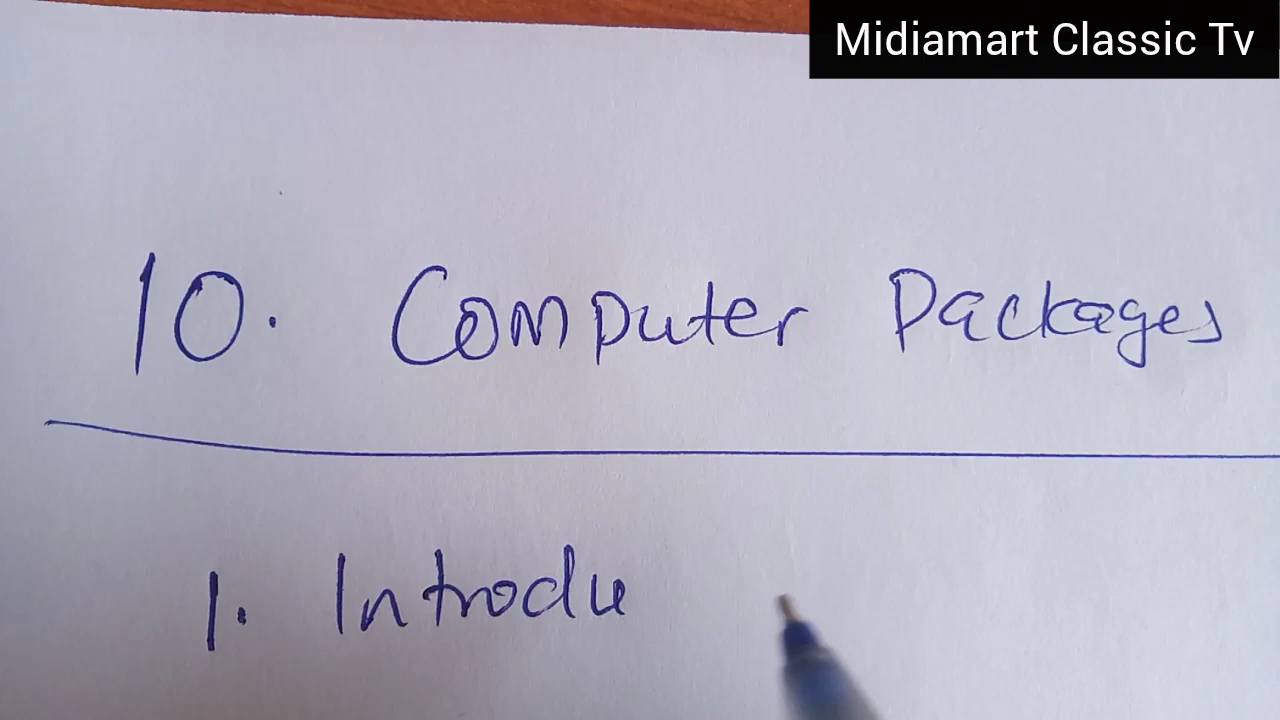 Midiamart Classic Tv
10. Computer Packages
1. Introdu